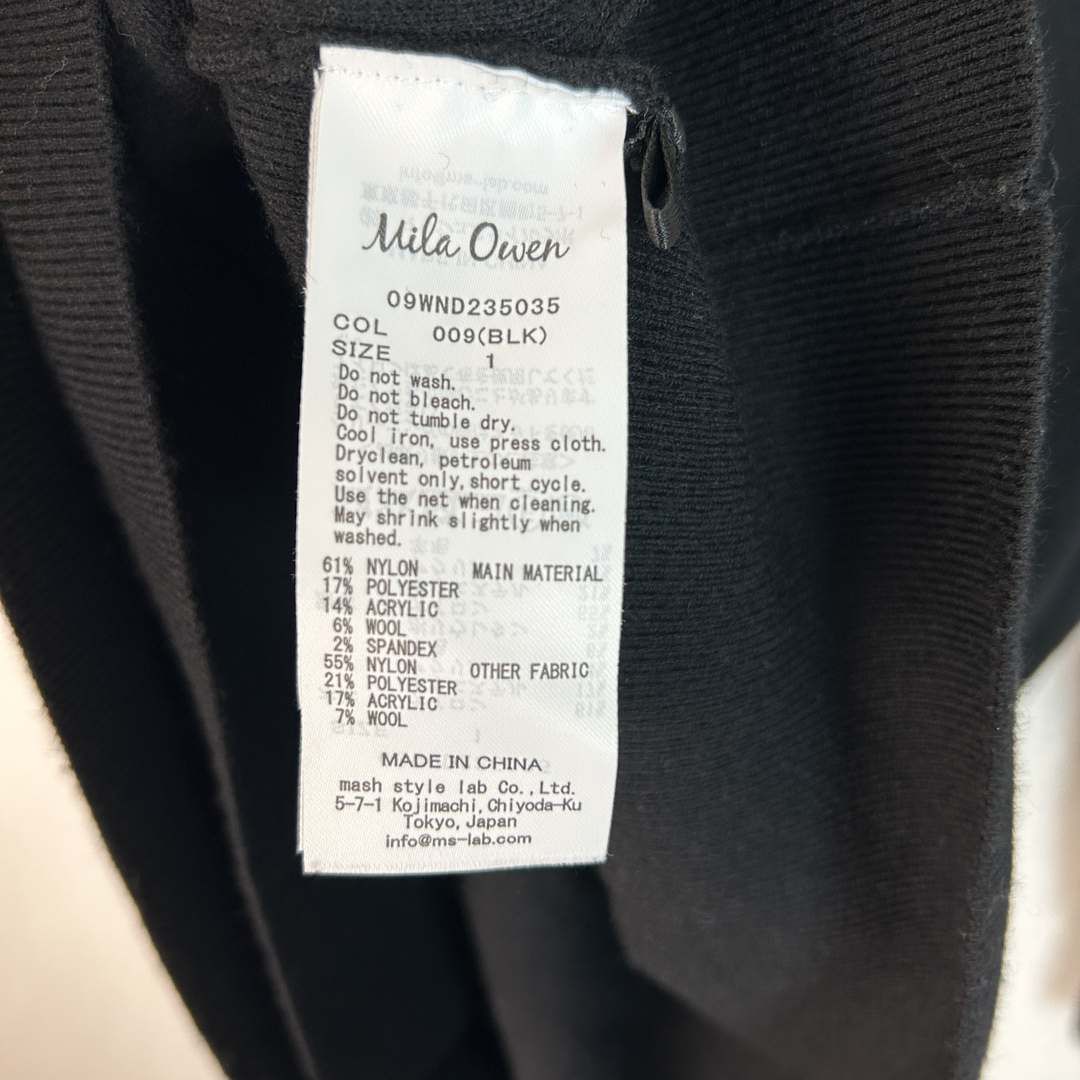 Mila Owen
09WND235035
COL 009(BLK)
SIZE 1
Do not wash.
Do not bleach.
Do not tumble dry.
Cool iron, use press cloth.
Dryclean, petroleum
solvent only, short cycle.
Use the net when cleaning.
May shrink slightly when
washed.
61% NYLON MAIN MATERIAL
17% POLYESTER
14% ACRYLIC
6% WOOL
2% SPANDEX
55% NYLON OTHER FABRIC
21% POLYESTER
17% ACRYLIC
7% WOOL
MADE IN CHINA
mash style lab Co.,Ltd.
5-7-1 Kojimachi, Chiyoda-Ku
Tokyo, Japan
info@ms-lab.com